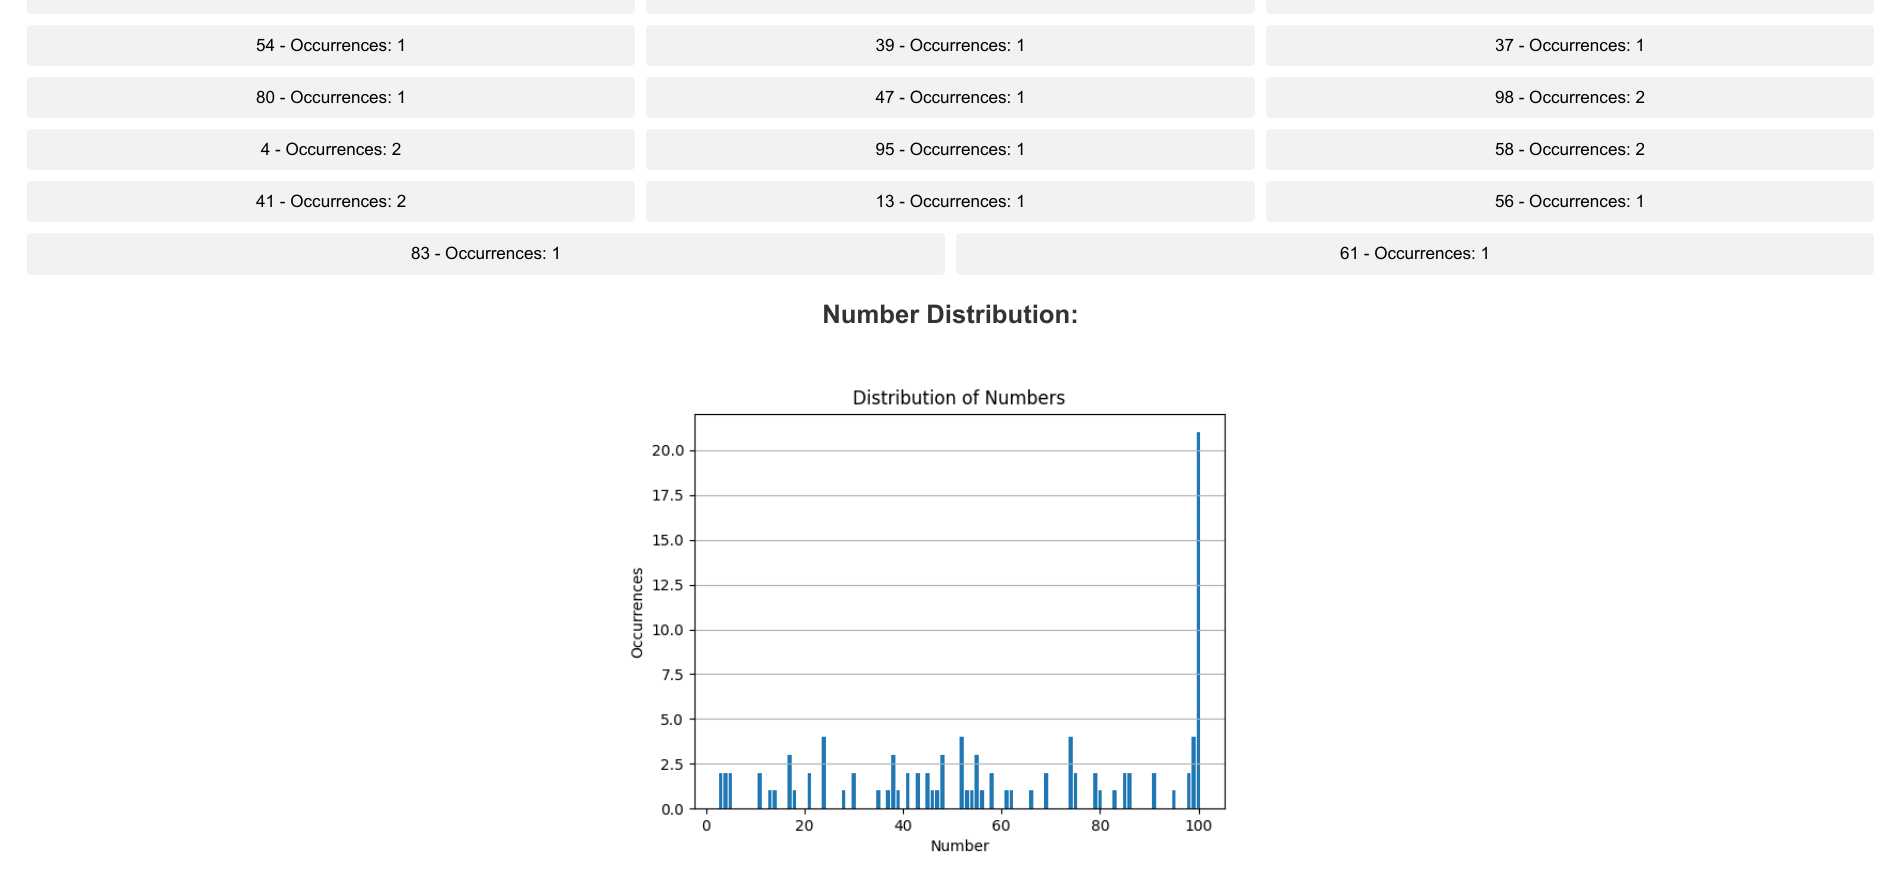 54 - Occurrences: 1
39 - Occurrences: 1
37 - Occurrences: 1
80 - Occurrences: 1
47 - Occurrences: 1
98 - Occurrences: 2
4 - Occurrences: 2
95 - Occurrences: 1
58 - Occurrences: 2
41 - Occurrences: 2
13 - Occurrences: 1
56 - Occurrences: 1
83 - Occurrences: 1
61 - Occurrences: 1
Number Distribution:
Distribution of Numbers
20.0
17.5
15.0
12.5
10.0
7.5
5.0
2.5
0.0
Occurrences
0 20 40 60 80 100
Number